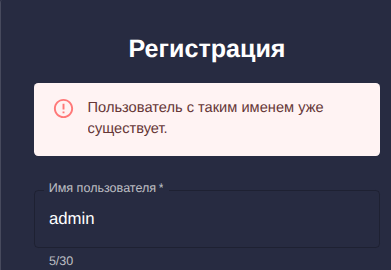 Регистрация
Пользователь с таким именем уже
существует.
Имя пользователя *
admin
5/30